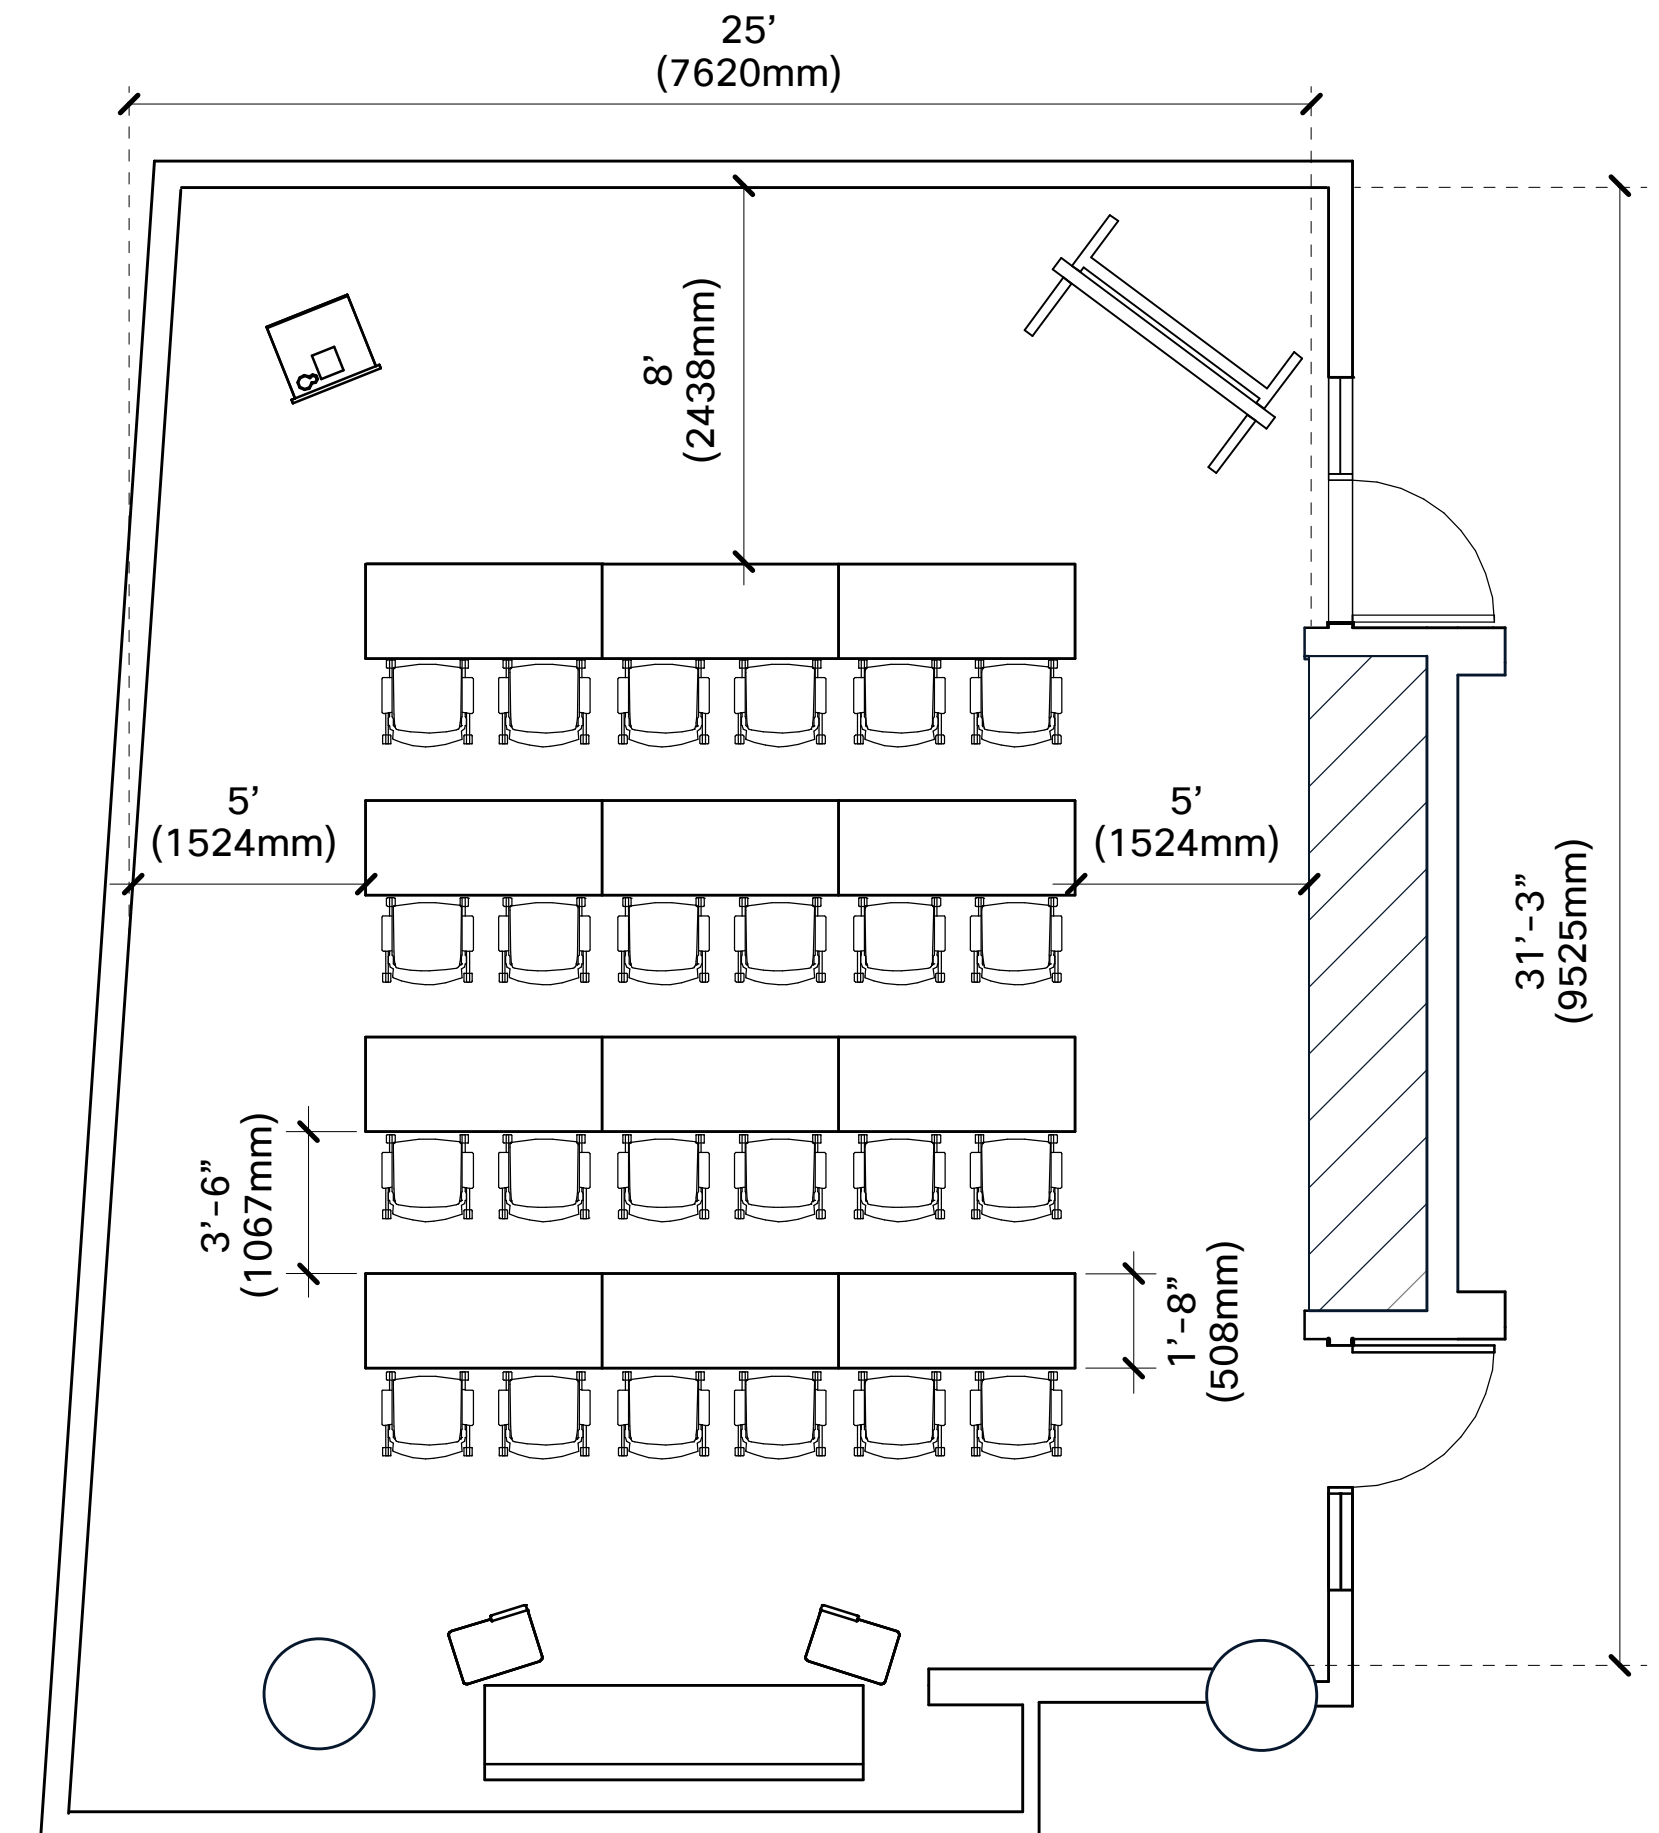 25’
(7620mm)
8’
(2438mm)
5’
(1524mm)
5’
(1524mm)
31’-3”
(9525mm)
3’-6”
(1067mm)
1’-8”
(508mm)